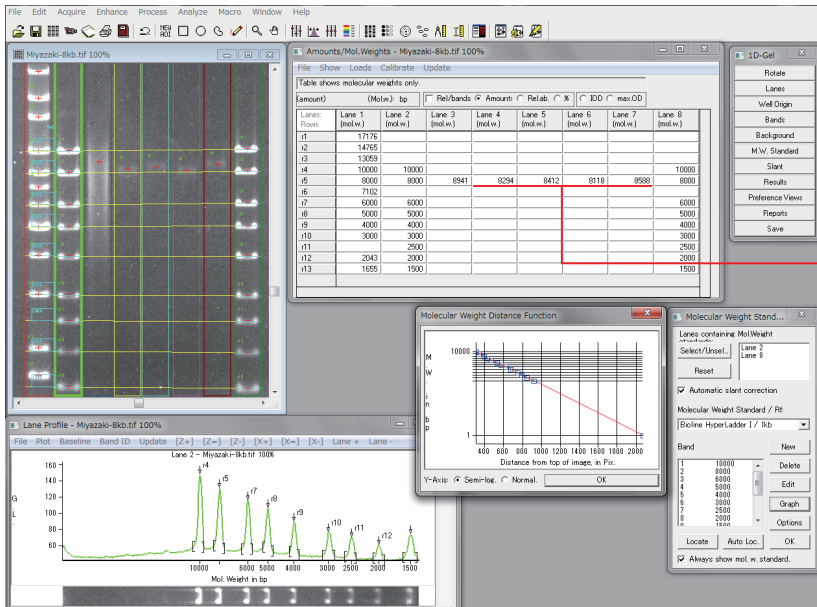 File Edit Acquire Enhance Process Analyze Macro Window Help
Miyazaki-8kb.tif 100%
Amounts/Mol.Weights - Miyazaki-8kb.tif 100%
File Show Loads Calibrate Update
Table shows molecular weights only.
(amount) (Mol.w.): bp Rel/bands Amount: Rel.ab. % IOD max.OD
Lanes: Lane 1 Lane 2 Lane 3 Lane 4 Lane 5 Lane 6 Lane 7 Lane 8
Rows (mol.w.) (mol.w.) (mol.w.) (mol.w.) (mol.w.) (mol.w.) (mol.w.) (mol.w.)
r1 17176
r2 14765
r3 13059
r4 10000 10000 10000
r5 8000 8000 8941 8294 8412 8118 8588 8000
r6 7102
r7 6000 6000 6000
r8 5000 5000 5000
r9 4000 4000 4000
r10 3000 3000 3000
r11 2500 2500
r12 2043 2000 2000
r13 1655 1500 1500
1D-Gel
Rotate
Lanes
Well Origin
Bands
Background
M.W. Standard
Slant
Results
Preference Views
Reports
Save
Molecular Weight Distance Function
10000
M W . i n b p
1
400 600 800 1000 1200 1400 1600 1800 2000
Distance from top of image, in Pix.
Y-Axis: Semi-log. Normal. OK
Molecular Weight Stand...
Lanes containing Mol.Weight
standards:
Select/Unsel...
Reset
Lane 2
Lane 8
Automatic slant correction
Molecular Weight Standard / Rf:
Bioline HyperLadder I / 1kb
Band
1 10000
2 8000
3 6000
4 5000
5 4000
6 3000
7 2500
8 2000
9 1500
New
Delete
Edit
Graph
Options
Locate Auto Loc. OK
Always show mol. w. standard.
Lane Profile - Miyazaki-8kb.tif 100%
File Plot Baseline Band ID Update [Z+] [Z=] [Z-] [X+] [X=] [X-] Lane + Lane -
Lane 2 - Miyazaki-8kb.tif 100%
G L .
160
140
120
100
80
60
r4
r5
r7
r8
r9
r10
r11
r12
10000 6000 5000 4000 3000 2500 2000 1500
Mol. Weight in bp